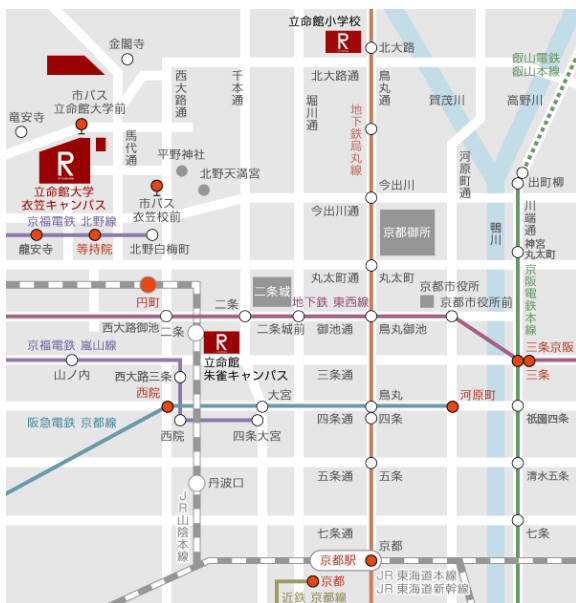 立命館小学校
R
北大路
金閣寺
西大路通
千本通
北大路通
烏丸通
堀川通
賀茂川
高野川
叡山電鉄
叡山本線
市バス
立命館大学前
竜安寺
馬代通
地下鉄烏丸線
河原町通
平野神社
北野天満宮
R
立命館大学
衣笠キャンパス
市バス
衣笠校前
出町柳
今出川
今出川通
京福電鉄 北野線
龍安寺
等持院
北野白梅町
京都御所
鴨川
川端通
神宮
丸太町
京阪電鉄本線
丸太町通
丸太町
円町
二条城
京都市役所
京都市役所前
二条
地下鉄 東西線
西大路御池
二条
二条城前
御池通
烏丸御池
京福電鉄 嵐山線
R
立命館
朱雀キャンパス
三条京阪
三条
山ノ内
西大路三条
三条通
西院
大宮
烏丸
河原町
阪急電鉄 京都線
西院
四条大宮
四条通
四条
祇園四条
五条通
五条
清水五条
丹波口
JR山陰本線
七条通
七条
京都駅
京都
JR 東海道本線
JR 東海道新幹線
京都
近鉄 京都線